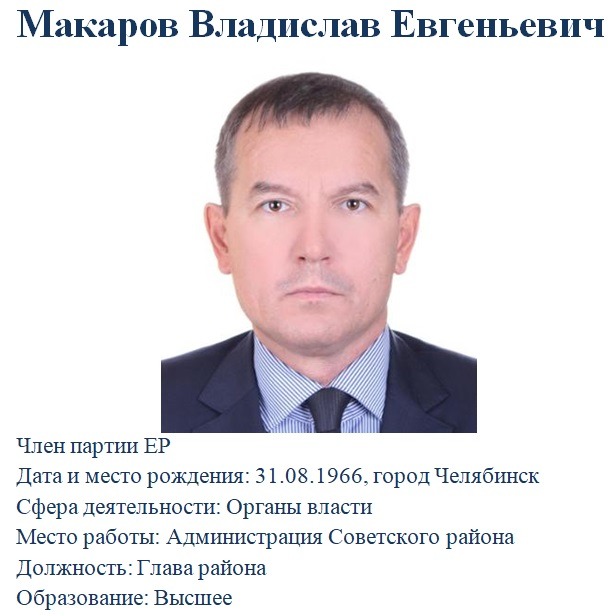 Макаров Владислав Евгеньевич
Член партии ЕР
Дата и место рождения: 31.08.1966, город Челябинск
Сфера деятельности: Органы власти
Место работы: Администрация Советского района
Должность: Глава района
Образование: Высшее